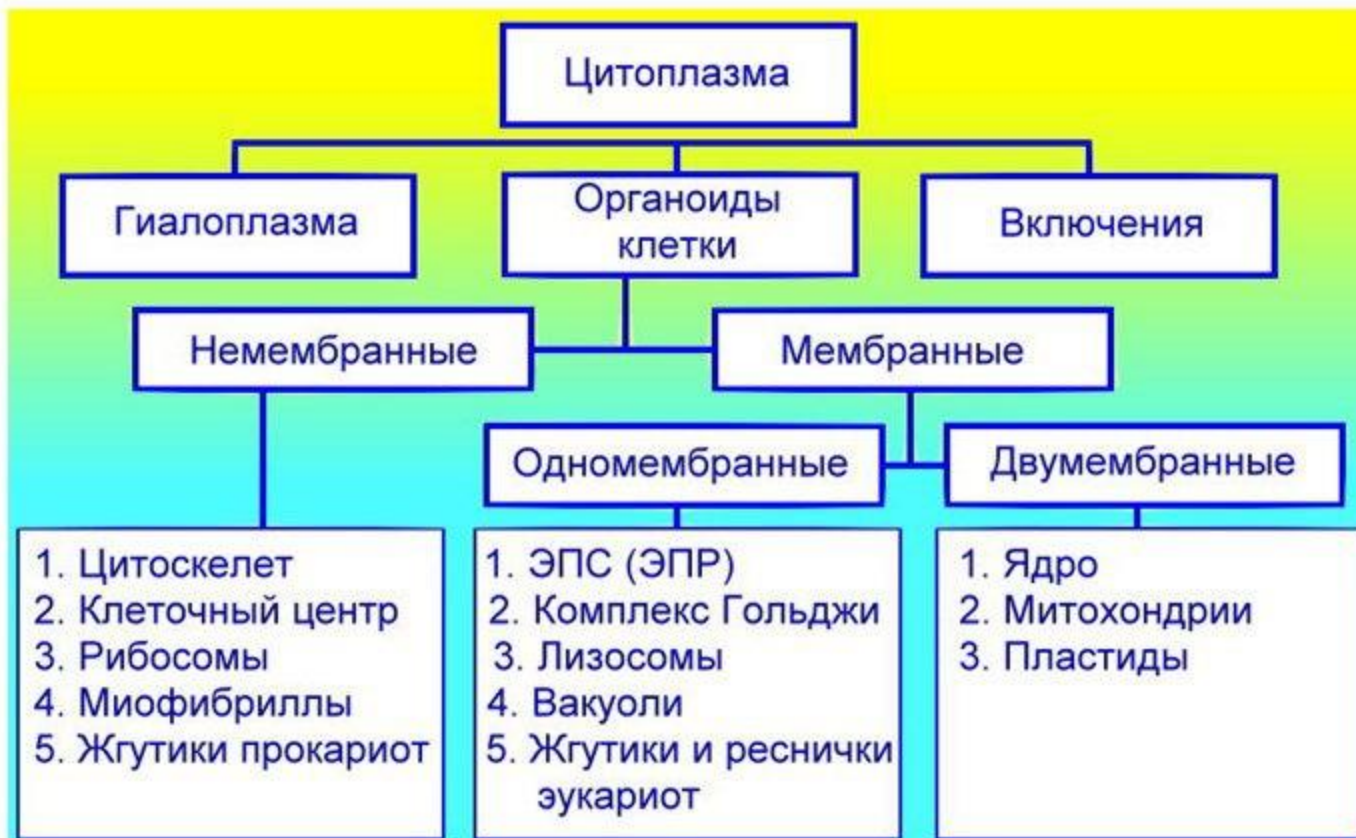 Цитоплазма
Гиалоплазма
Органоиды
клетки
Включения
Немембранные
Мембранные
Одномембранные
Двумембранные
1. Цитоскелет
2. Клеточный центр
3. Рибосомы
4. Миофибриллы
5. Жгутики прокариот
1. ЭПС (ЭПР)
2. Комплекс Гольджи
3. Лизосомы
4. Вакуоли
5. Жгутики и реснички
эукариот
1. Ядро
2. Митохондрии
3. Пластиды